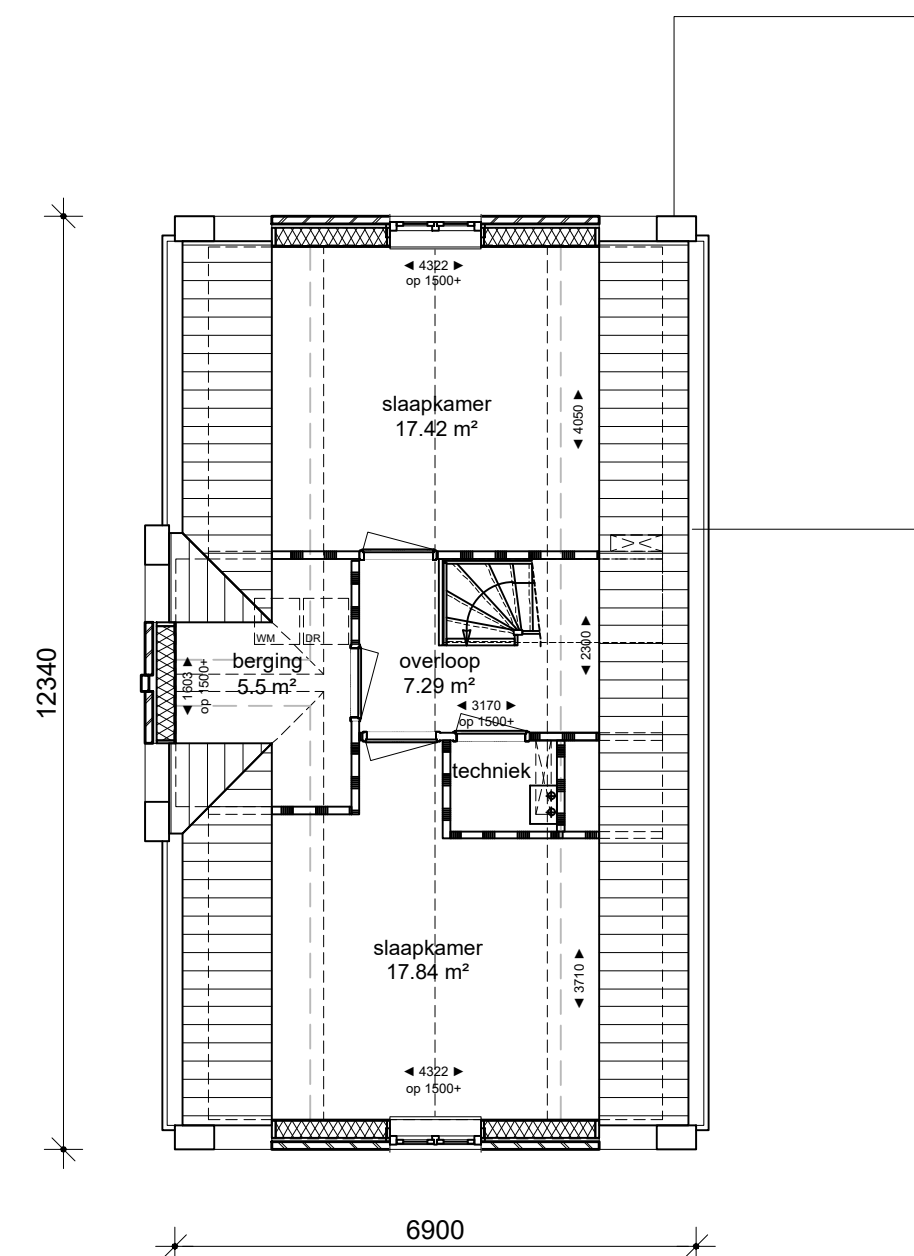 ◄ 4322 ►
op 1500+
slaapkamer
17.42 m²
◄ 4050 ►
12340
WM
DR
berging
5.5 m²
◄ 1603 ►
op 1500+
overloop
7.29 m²
◄ 2300 ►
◄ 3170 ►
op 1500+
techniek
slaapkamer
17.84 m²
◄ 3710 ►
◄ 4322 ►
op 1500+
6900